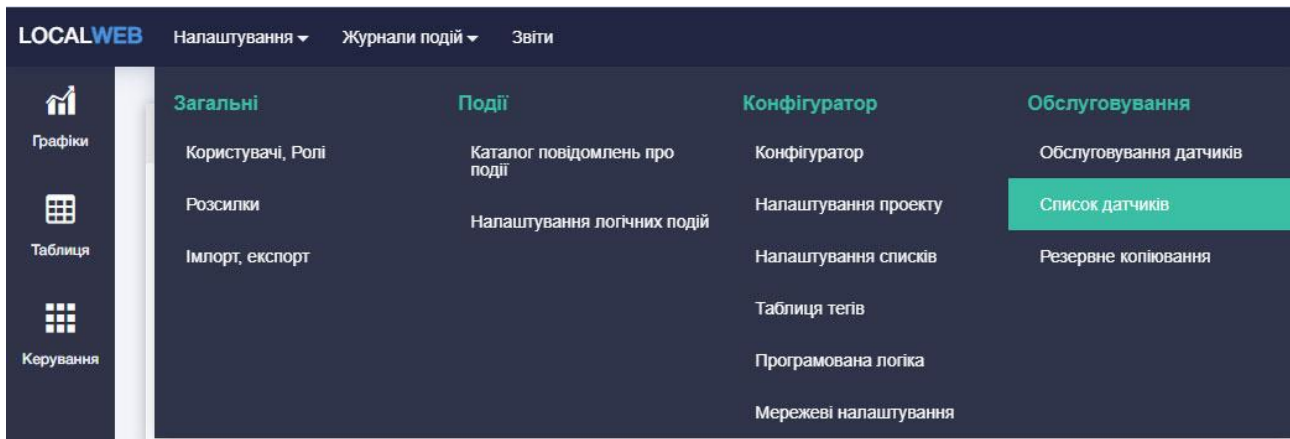 LOCALWEB
Налаштування
Журнали подій
Звіти
Графіки
Таблиця
Керування
Загальні
Користувачі, Ролі
Розсилки
Імпорт, експорт
Події
Каталог повідомлень про
події
Налаштування логічних подій
Конфігуратор
Конфігуратор
Налаштування проекту
Налаштування списків
Таблиця тегів
Програмована логіка
Мережеві налаштування
Обслуговування
Обслуговування датчиків
Список датчиків
Резервне копіювання